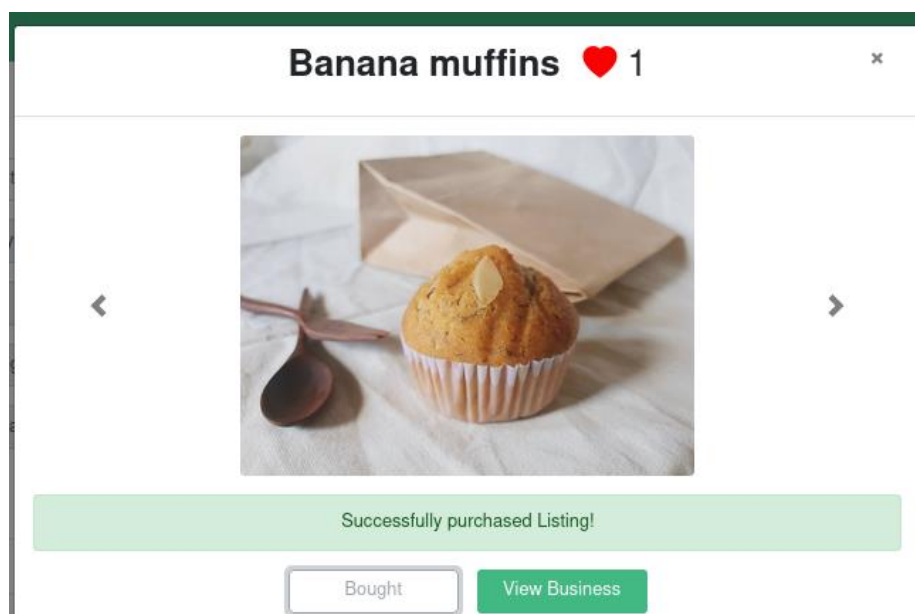 Banana muffins 1
×
Successfully purchased Listing!
Bought
View Business